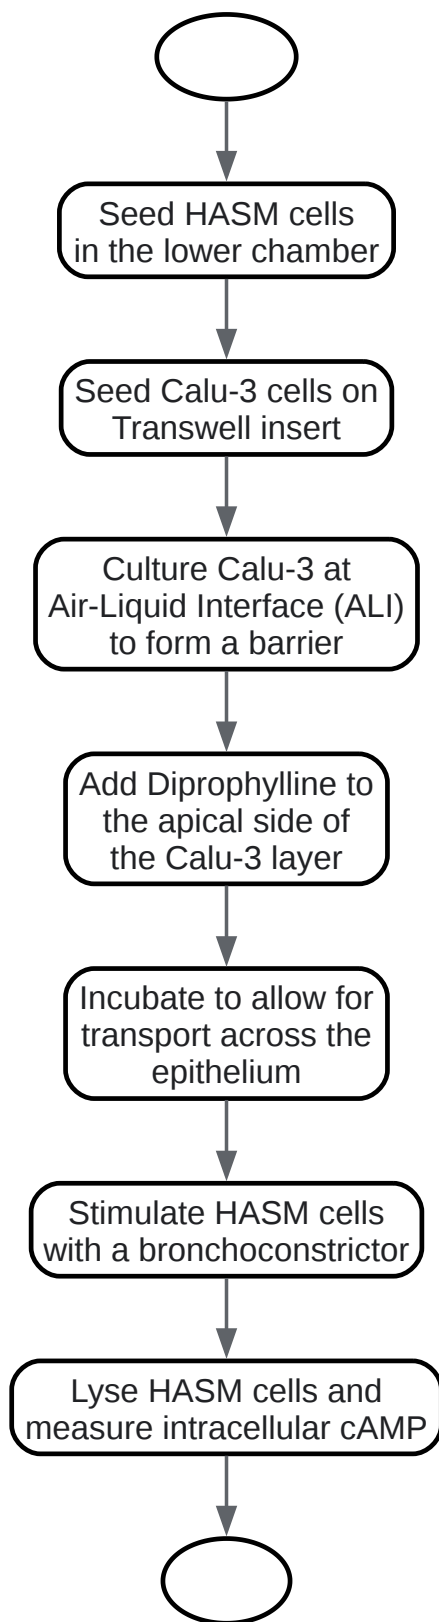 Seed HASM cells
in the lower chamber
Seed Calu-3 cells on
Transwell insert
Culture Calu-3 at
Air-Liquid Interface (ALI)
to form a barrier
Add Diprophylline to
the apical side of
the Calu-3 layer
Incubate to allow for
transport across the
epithelium
Stimulate HASM cells
with a bronchoconstrictor
Lyse HASM cells and
measure intracellular cAMP